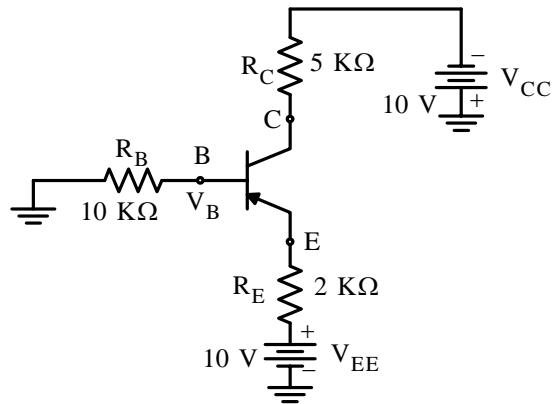 R_C 5 KΩ
− V_CC
10 V +
C
R_B B
10 KΩ V_B
E
R_E 2 KΩ
+
10 V V_EE
−